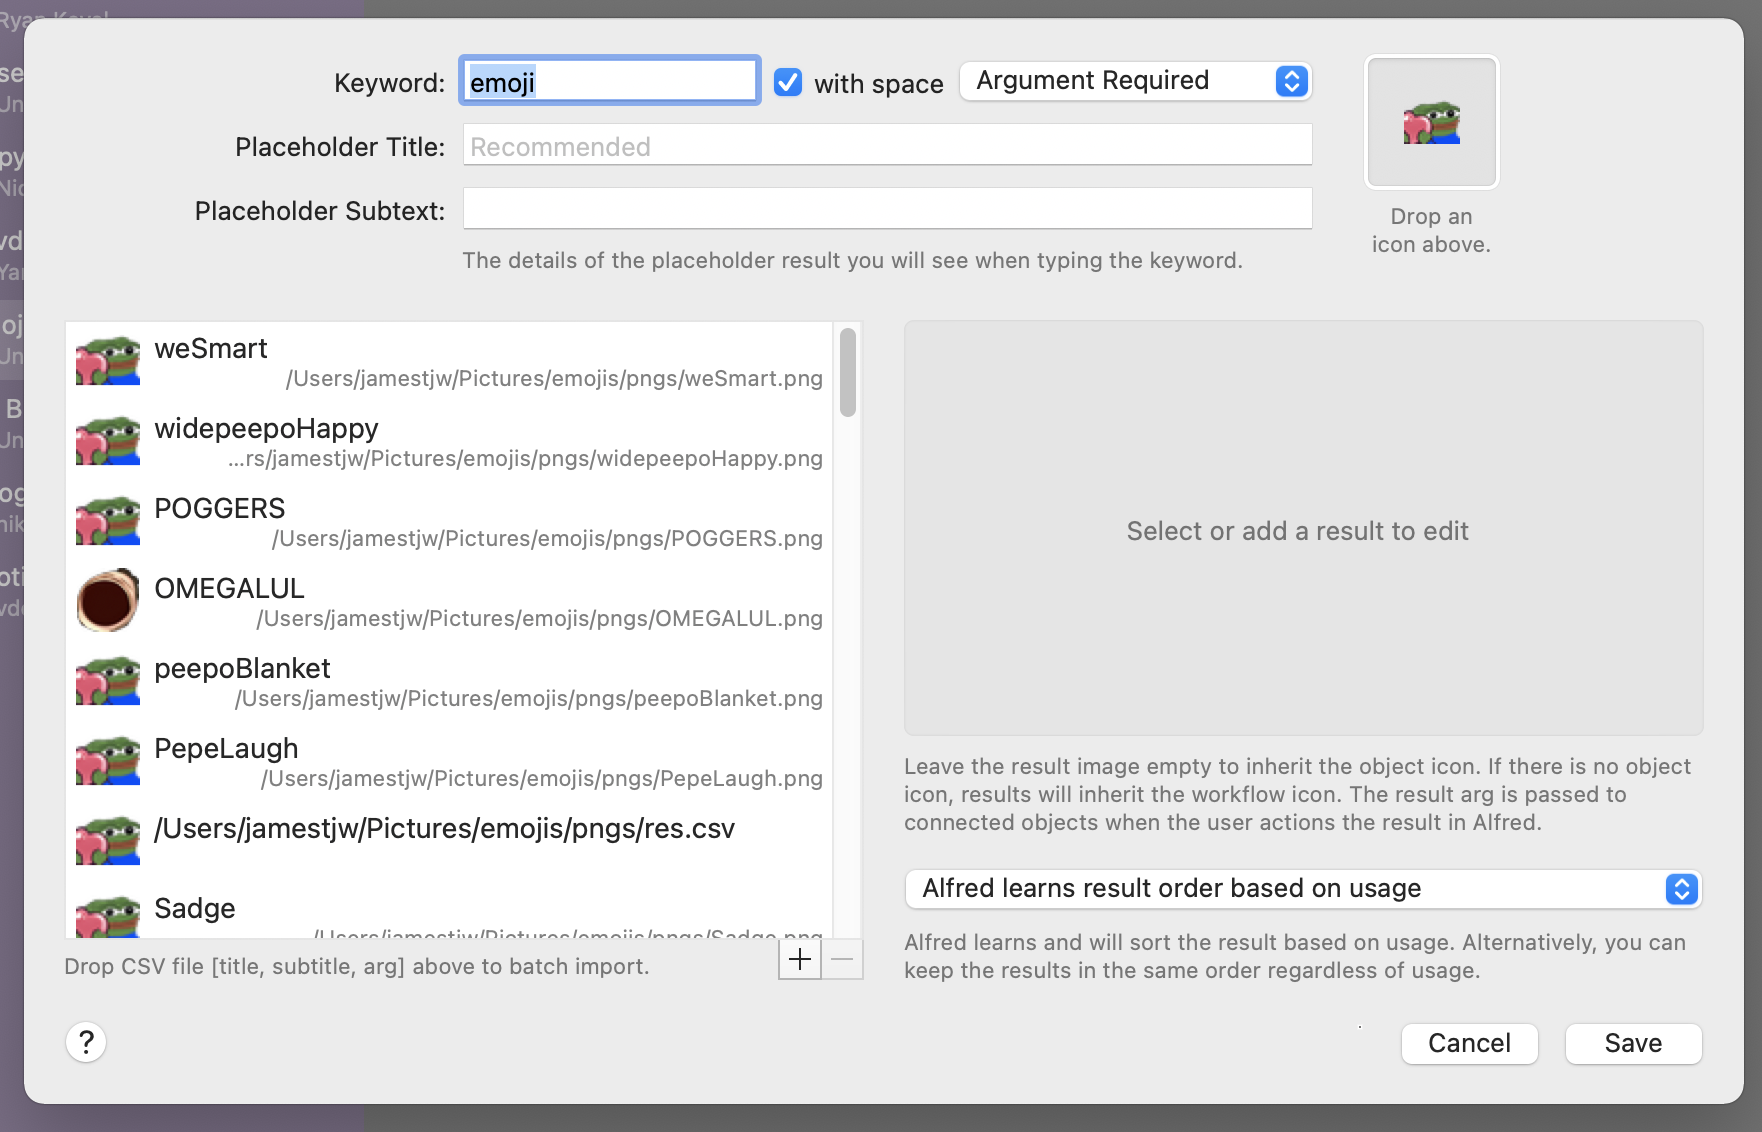 Keyword:
emoji
with space
Argument Required
Placeholder Title:
Recommended
Placeholder Subtext:
The details of the placeholder result you will see when typing the keyword.
Drop an
icon above.
weSmart
/Users/jamestjw/Pictures/emojis/pngs/weSmart.png
widepeepoHappy
...rs/jamestjw/Pictures/emojis/pngs/widepeepoHappy.png
POGGERS
/Users/jamestjw/Pictures/emojis/pngs/POGGERS.png
OMEGALUL
/Users/jamestjw/Pictures/emojis/pngs/OMEGALUL.png
peepoBlanket
/Users/jamestjw/Pictures/emojis/pngs/peepoBlanket.png
PepeLaugh
/Users/jamestjw/Pictures/emojis/pngs/PepeLaugh.png
/Users/jamestjw/Pictures/emojis/pngs/res.csv
Sadge
/Users/jamestjw/Pictures/emojis/pngs/Sadge.png
Drop CSV file [title, subtitle, arg] above to batch import.
Select or add a result to edit
Leave the result image empty to inherit the object icon. If there is no object
icon, results will inherit the workflow icon. The result arg is passed to
connected objects when the user actions the result in Alfred.
Alfred learns result order based on usage
Alfred learns and will sort the result based on usage. Alternatively, you can
keep the results in the same order regardless of usage.
?
Cancel
Save